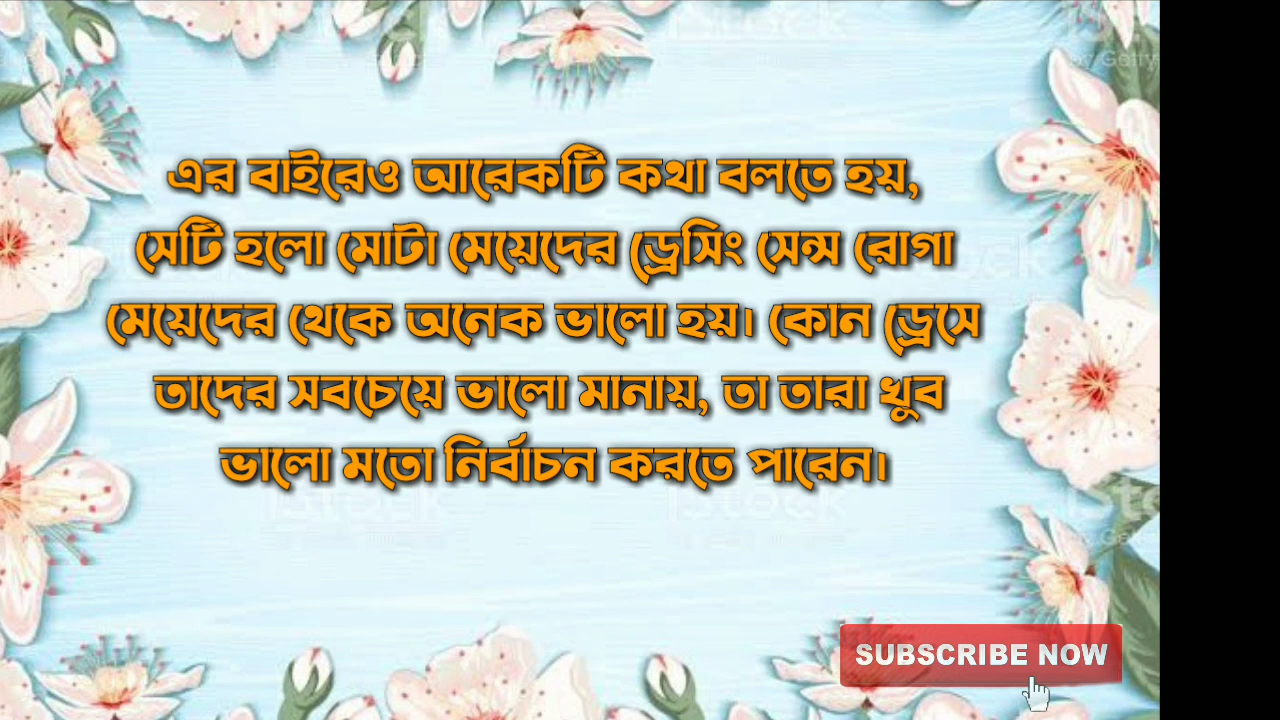 এর বাইরেও আরেকটি কথা বলতে হয়,
সেটি হলো মোটা মেয়েদের ড্রেসিং সেন্স রোগা
মেয়েদের থেকে অনেক ভালো হয়। কোন ড্রেসে
তাদের সবচেয়ে ভালো মানায়, তা তারা খুব
ভালো মতো নির্বাচন করতে পারেন।
SUBSCRIBE NOW